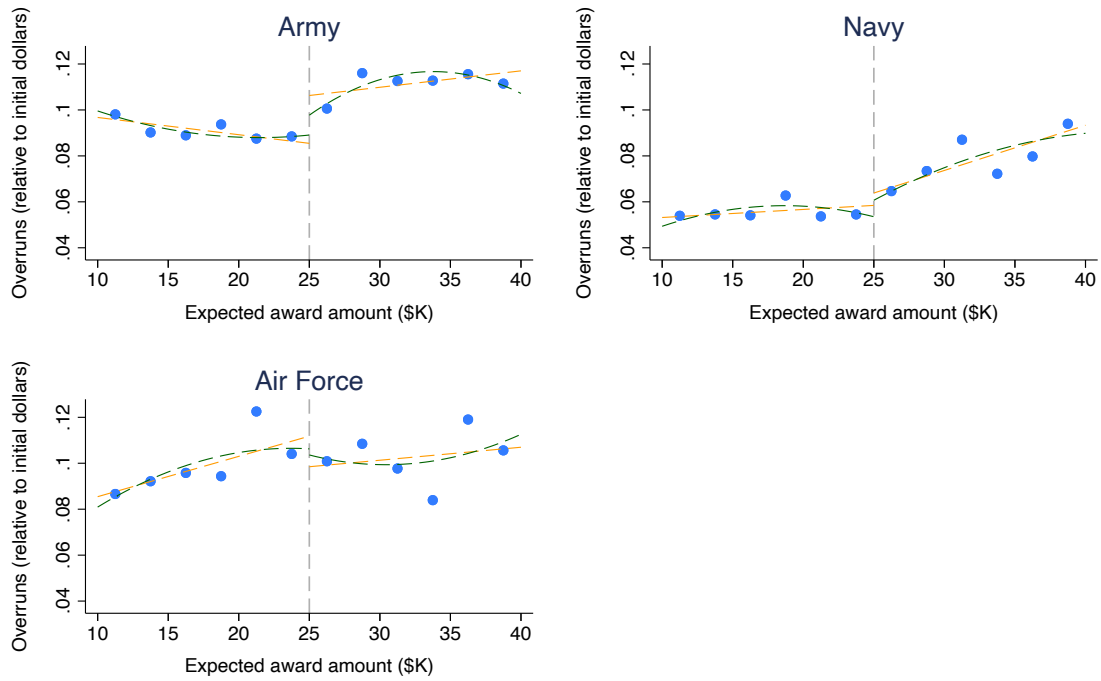 Army
Overruns (relative to initial dollars)
.04 .06 .08 .1 .12
10 15 20 25 30 35 40
Expected award amount ($K)
Navy
Overruns (relative to initial dollars)
.04 .06 .08 .1 .12
10 15 20 25 30 35 40
Expected award amount ($K)
Air Force
Overruns (relative to initial dollars)
.04 .06 .08 .1 .12
10 15 20 25 30 35 40
Expected award amount ($K)